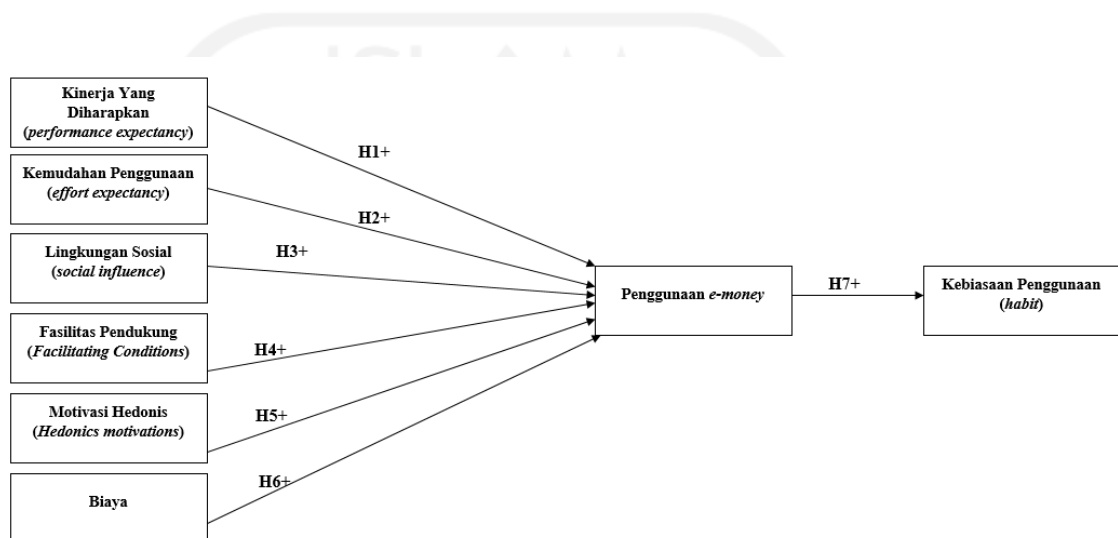 Kinerja Yang
Diharapkan
(performance expectancy)
H1+
Kemudahan Penggunaan
(effort expectancy)
H2+
Lingkungan Sosial
(social influence)
H3+
Penggunaan e-money
H7+
Kebiasaan Penggunaan
(habit)
Fasilitas Pendukung
(Facilitating Conditions)
H4+
Motivasi Hedonis
(Hedonics motivations)
H5+
Biaya
H6+